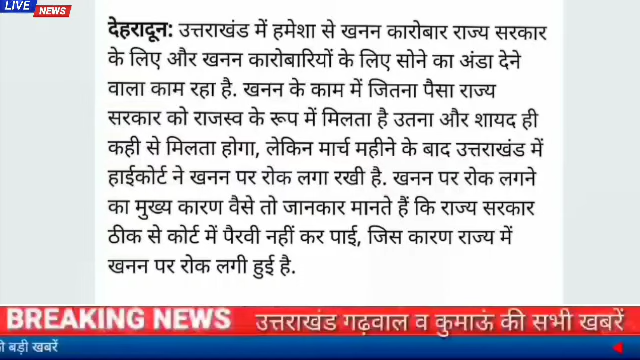 LIVE
NEWS
देहरादून: उत्तराखंड में हमेशा से खनन कारोबार राज्य सरकार
के लिए और खनन कारोबारियों के लिए सोने का अंडा देने
वाला काम रहा है. खनन के काम में जितना पैसा राज्य
सरकार को राजस्व के रूप में मिलता है उतना और शायद ही
कही से मिलता होगा, लेकिन मार्च महीने के बाद उत्तराखंड में
हाईकोर्ट ने खनन पर रोक लगा रखी है. खनन पर रोक लगने
का मुख्य कारण वैसे तो जानकार मानते हैं कि राज्य सरकार
ठीक से कोर्ट में पैरवी नहीं कर पाई, जिस कारण राज्य में
खनन पर रोक लगी हुई है.
BREAKING NEWS उत्तराखंड गढ़वाल व कुमाऊं की सभी खबरें
बड़ी खबरें